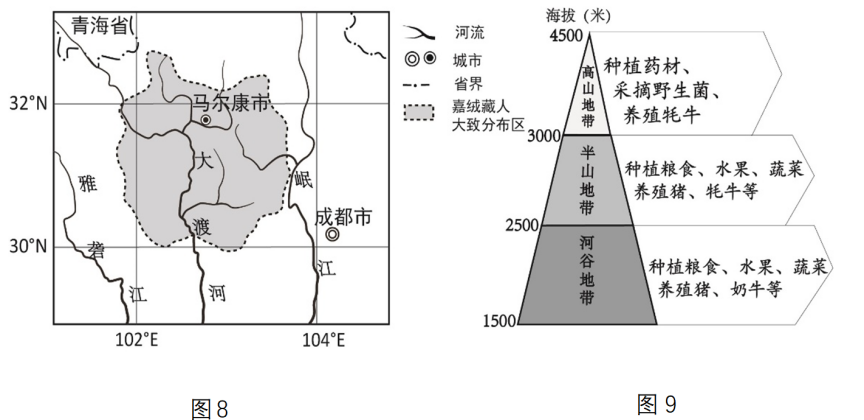 青海省
32°N
马尔康市
大
雅
岷
渡
成都市
30°N
砻
江
河
江
102°E
104°E
河流
城市
省界
嘉绒藏人
大致分布区
图8
海拔（米）
4500
高山地带
种植药材、
采摘野生菌、
养殖牦牛
3000
半山地带
种植粮食、水果、蔬菜
养殖猪、牦牛等
2500
河谷地带
种植粮食、水果、蔬菜
养殖猪、奶牛等
1500
图9